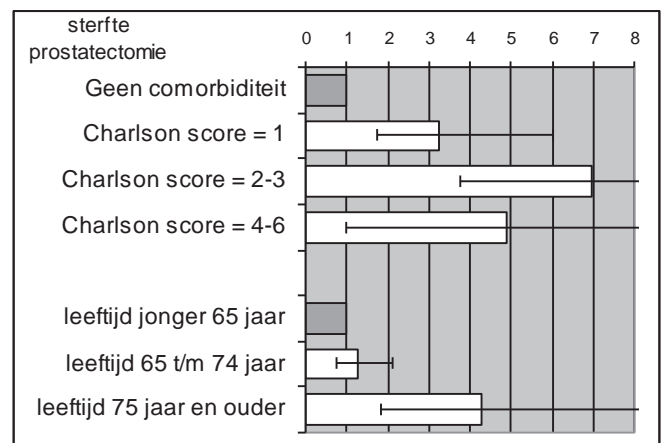 sterfte
prostatectomie
0 1 2 3 4 5 6 7 8
Geen comorbiditeit
Charlson score = 1
Charlson score = 2-3
Charlson score = 4-6
leeftijd jonger 65 jaar
leeftijd 65 t/m 74 jaar
leeftijd 75 jaar en ouder